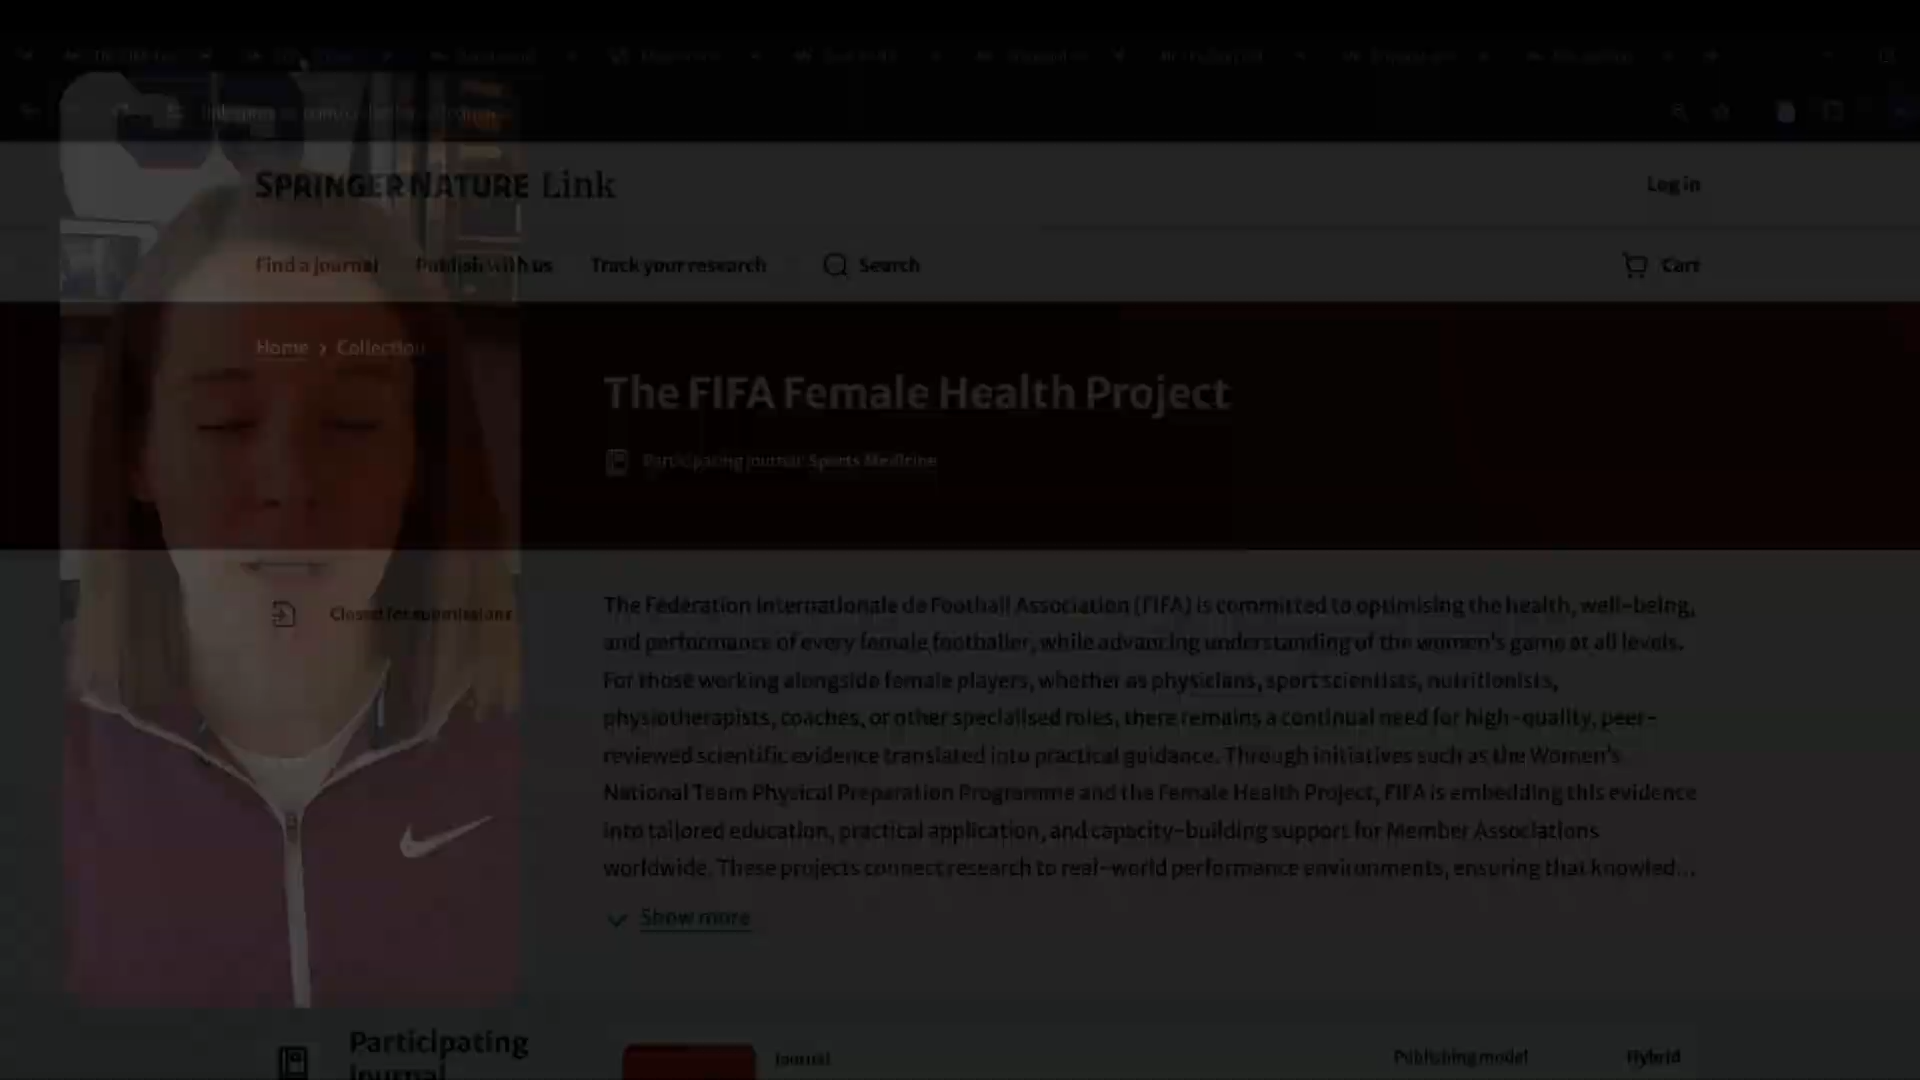 SPRINGER NATURE Link
Log in
Find a journal
Publish with us
Track your research
Search
Cart
Home › Collection
The FIFA Female Health Project
Participating journal: Sports Medicine
Closed for submissions
The Federation Internationale de Football Association (FIFA) is committed to optimising the health, well-being,
and performance of every female footballer, while advancing understanding of the women's game at all levels.
For those working alongside female players, whether as physicians, sport scientists, nutritionists,
physiotherapists, coaches, or other specialised roles, there remains a continual need for high-quality, peer-
reviewed scientific evidence translated into practical guidance. Through initiatives such as the Women's
National Team Physical Preparation Programme and the Female Health Project, FIFA is embedding this evidence
into tailored education, practical application, and capacity-building support for Member Associations
worldwide. These projects connect research to real-world performance environments, ensuring that knowled...
Show more
Participating
journal
Journal
Publishing model
Hybrid